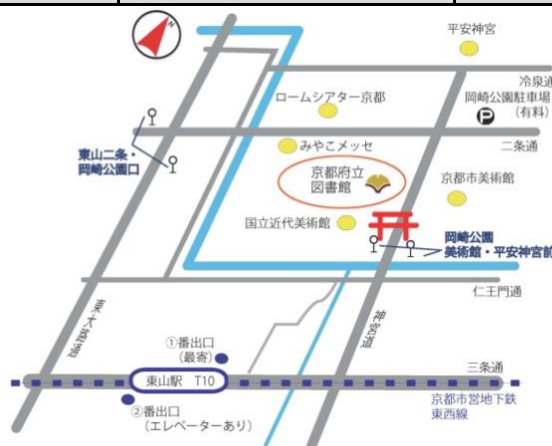 N
平安神宮
冷泉通
ロームシアター京都
岡崎公園駐車場
(有料)
P
二条通
東山二条・
岡崎公園口
みやこメッセ
京都府立
図書館
京都市美術館
国立近代美術館
岡崎公園
美術館・平安神宮前
仁王門通
東大路通
神宮道
①番出口
(最寄)
三条通
東山駅 T10
京都市営地下鉄
東西線
②番出口
(エレベーターあり)